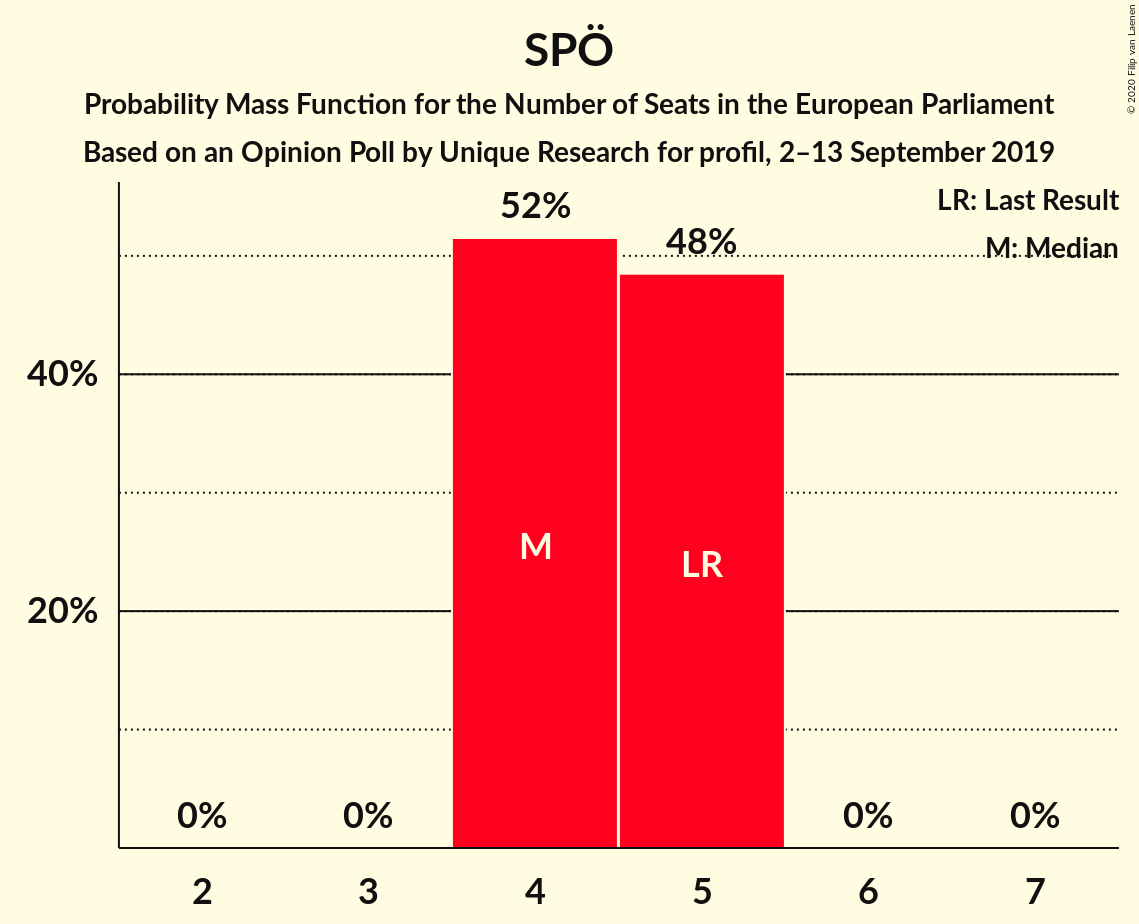 SPÖ
Probability Mass Function for the Number of Seats in the European Parliament
Based on an Opinion Poll by Unique Research for profil, 2–13 September 2019
© 2020 Filip van Laenen
LR: Last Result
M: Median
52%
48%
40%
20%
M
LR
0%
0%
0%
0%
2
3
4
5
6
7